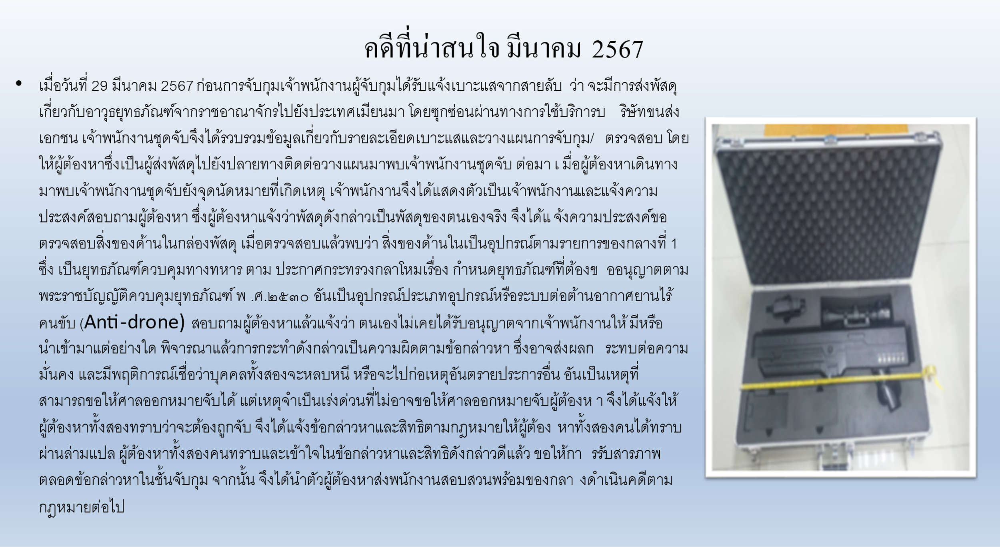 คดีที่น่าสนใจ มีนาคม 2567
• เมื่อวันที่ 29 มีนาคม 2567 ก่อนการจับกุมเจ้าพนักงานผู้จับกุมได้รับแจ้งเบาะแสจากสายลับ ว่า จะมีการส่งพัสดุ
เกี่ยวกับอาวุธยุทธภัณฑ์จากราชอาณาจักรไปยังประเทศเมียนมา โดยซุกซ่อนผ่านทางการใช้บริการบ ริษัทขนส่ง
เอกชน เจ้าพนักงานชุดจับจึงได้รวบรวมข้อมูลเกี่ยวกับรายละเอียดเบาะแสและวางแผนการจับกุม/ ตรวจสอบ โดย
ให้ผู้ต้องหาซึ่งเป็นผู้ส่งพัสดุไปยังปลายทางติดต่อวางแผนมาพบเจ้าพนักงานชุดจับ ต่อมา เ มื่อผู้ต้องหาเดินทาง
มาพบเจ้าพนักงานชุดจับยังจุดนัดหมายที่เกิดเหตุ เจ้าพนักงานจึงได้แสดงตัวเป็นเจ้าพนักงานและแจ้งความ
ประสงค์สอบถามผู้ต้องหา ซึ่งผู้ต้องหาแจ้งว่าพัสดุดังกล่าวเป็นพัสดุของตนเองจริง จึงได้แ จ้งความประสงค์ขอ
ตรวจสอบสิ่งของด้านในกล่องพัสดุ เมื่อตรวจสอบแล้วพบว่า สิ่งของด้านในเป็นอุปกรณ์ตามรายการของกลางที่ 1
ซึ่ง เป็นยุทธภัณฑ์ควบคุมทางทหาร ตาม ประกาศกระทรวงกลาโหมเรื่อง กำหนดยุทธภัณฑ์ที่ต้องข ออนุญาตตาม
พระราชบัญญัติควบคุมยุทธภัณฑ์ พ .ศ.๒๕๓๐ อันเป็นอุปกรณ์ประเภทอุปกรณ์หรือระบบต่อต้านอากาศยานไร้
คนขับ (Anti-drone) สอบถามผู้ต้องหาแล้วแจ้งว่า ตนเองไม่เคยได้รับอนุญาตจากเจ้าพนักงานให้ มีหรือ
นำเข้ามาแต่อย่างใด พิจารณาแล้วการกระทำดังกล่าวเป็นความผิดตามข้อกล่าวหา ซึ่งอาจส่งผลก ระทบต่อความ
มั่นคง และมีพฤติการณ์เชื่อว่าบุคคลทั้งสองจะหลบหนี หรือจะไปก่อเหตุอันตรายประการอื่น อันเป็นเหตุที่
สามารถขอให้ศาลออกหมายจับได้ แต่เหตุจำเป็นเร่งด่วนที่ไม่อาจขอให้ศาลออกหมายจับผู้ต้องห า จึงได้แจ้งให้
ผู้ต้องหาทั้งสองทราบว่าจะต้องถูกจับ จึงได้แจ้งข้อกล่าวหาและสิทธิตามกฎหมายให้ผู้ต้อง หาทั้งสองคนได้ทราบ
ผ่านล่ามแปล ผู้ต้องหาทั้งสองคนทราบและเข้าใจในข้อกล่าวหาและสิทธิดังกล่าวดีแล้ว ขอให้กา รรับสารภาพ
ตลอดข้อกล่าวหาในชั้นจับกุม จากนั้น จึงได้นำตัวผู้ต้องหาส่งพนักงานสอบสวนพร้อมของกลา งดำเนินคดีตาม
กฎหมายต่อไป